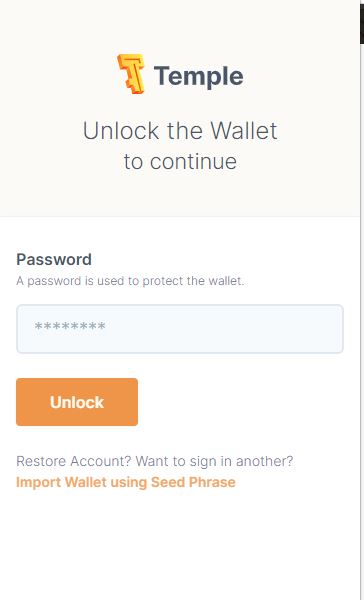 Temple
Unlock the Wallet
to continue
Password
A password is used to protect the wallet.
********
Unlock
Restore Account? Want to sign in another?
Import Wallet using Seed Phrase